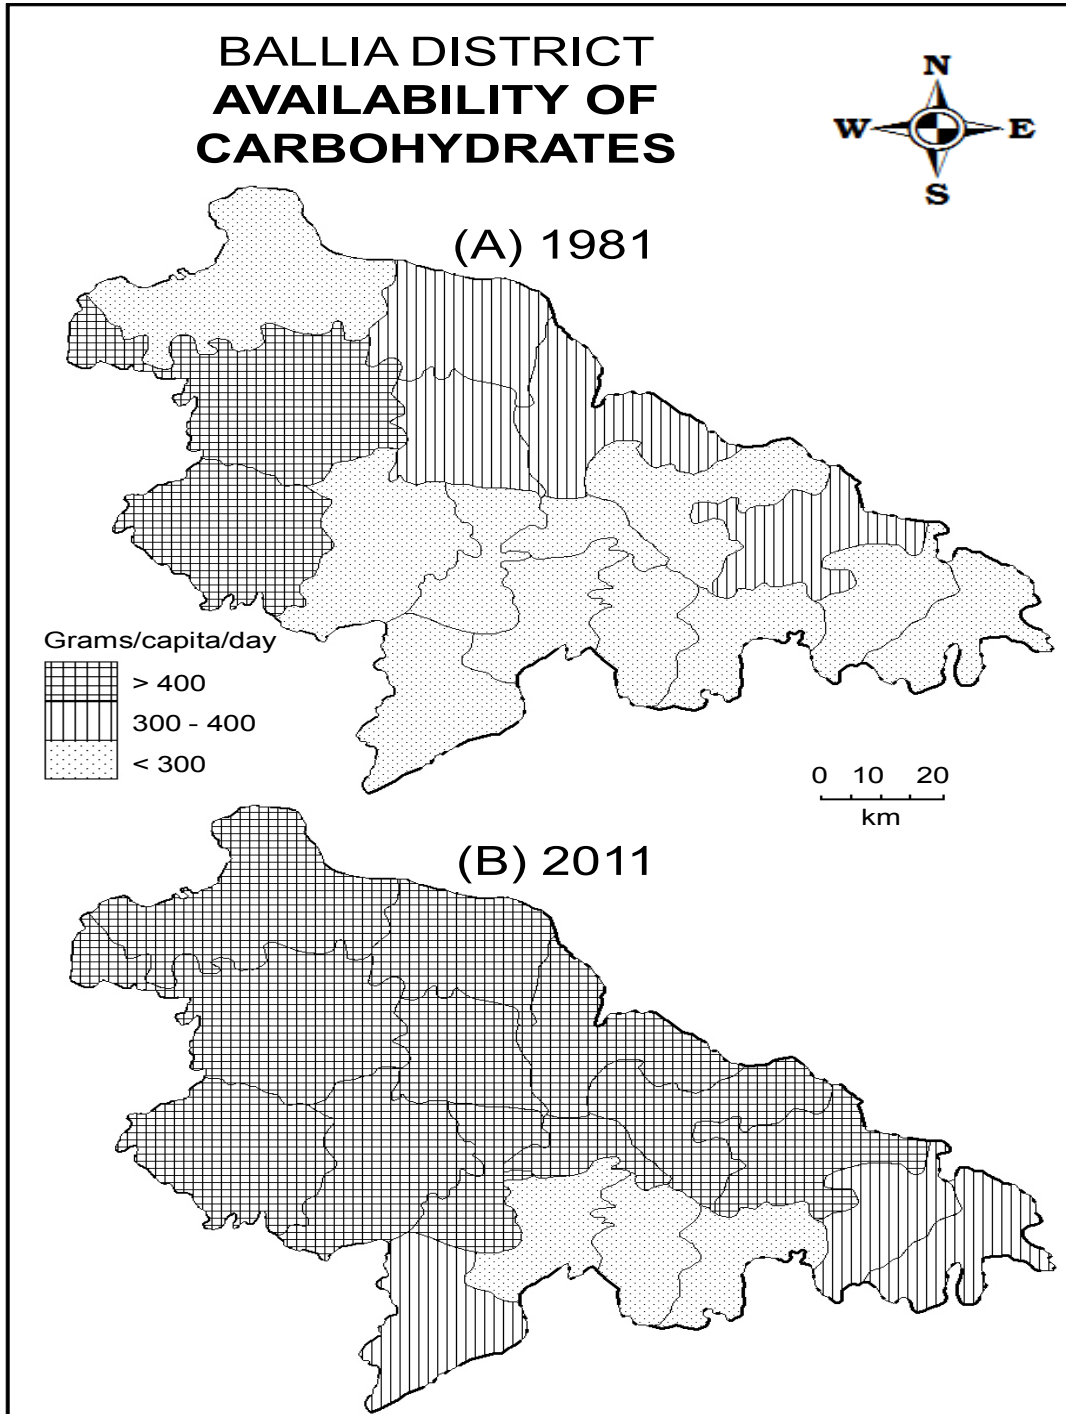 BALLIA DISTRICT
AVAILABILITY OF
CARBOHYDRATES
N
W E
S
(A) 1981
Grams/capita/day
> 400
300 - 400
< 300
0 10 20
km
(B) 2011